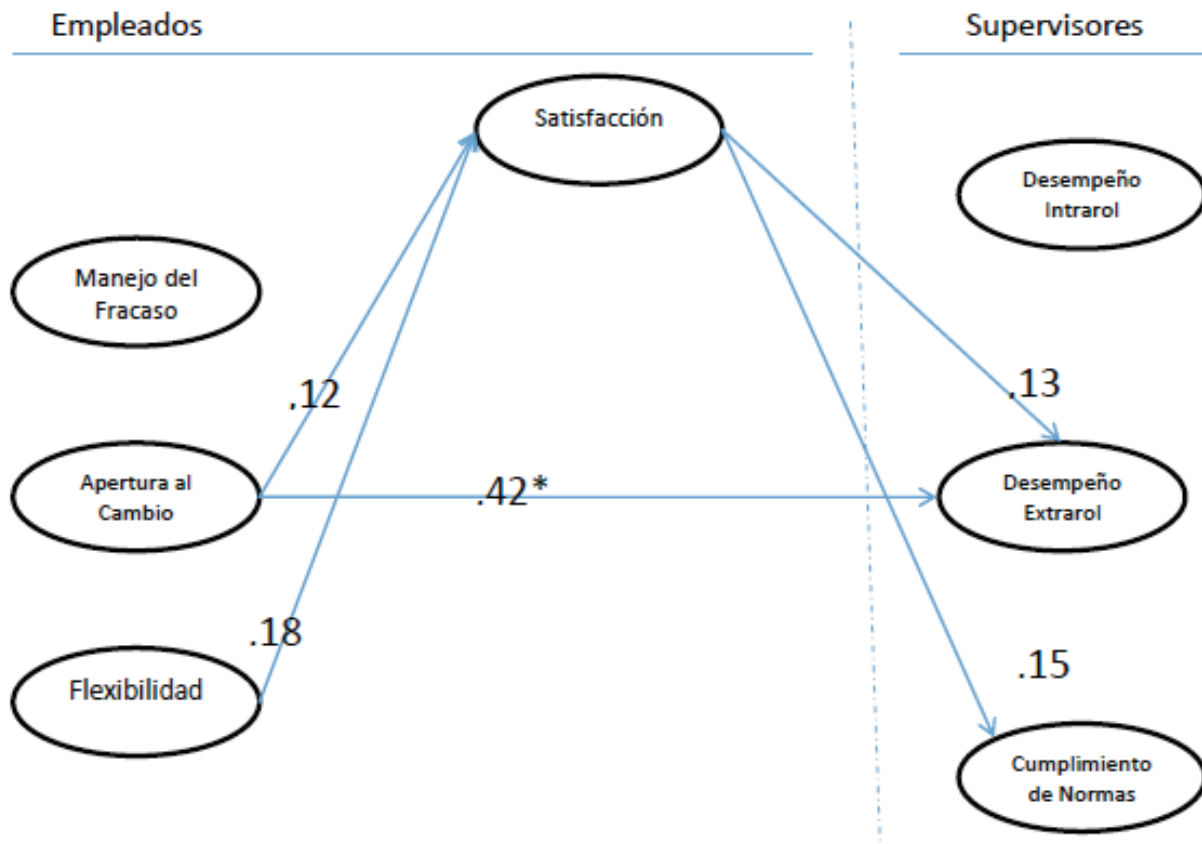 Empleados
Supervisores
Satisfacción
Desempeño
Intrarol
Manejo del
Fracaso
.12
.13
Apertura al
Cambio
.42*
Desempeño
Extrarol
.18
.15
Flexibilidad
Cumplimiento
de Normas